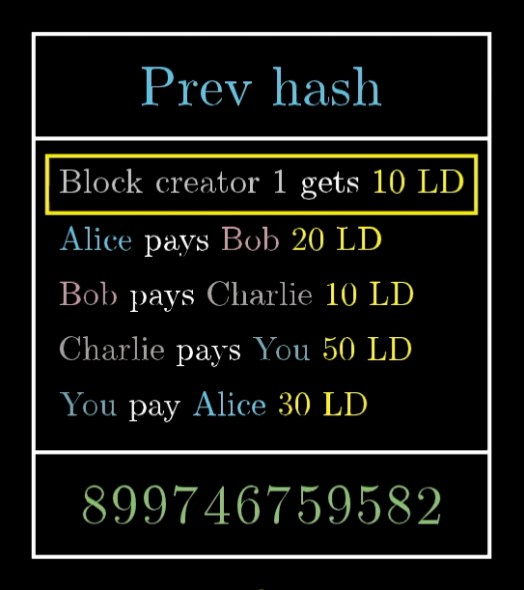 Prev hash
Block creator 1 gets 10 LD
Alice pays Bob 20 LD
Bob pays Charlie 10 LD
Charlie pays You 50 LD
You pay Alice 30 LD
899746759582